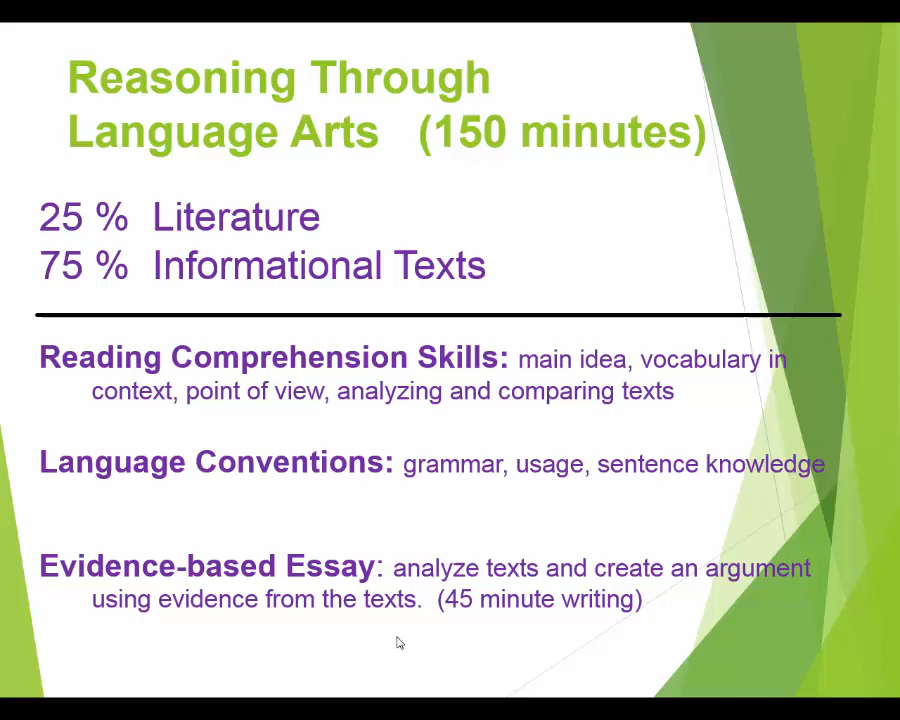 Reasoning Through
Language Arts (150 minutes)
25 % Literature
75 % Informational Texts
Reading Comprehension Skills: main idea, vocabulary in
context, point of view, analyzing and comparing texts
Language Conventions: grammar, usage, sentence knowledge
Evidence-based Essay: analyze texts and create an argument
using evidence from the texts. (45 minute writing)